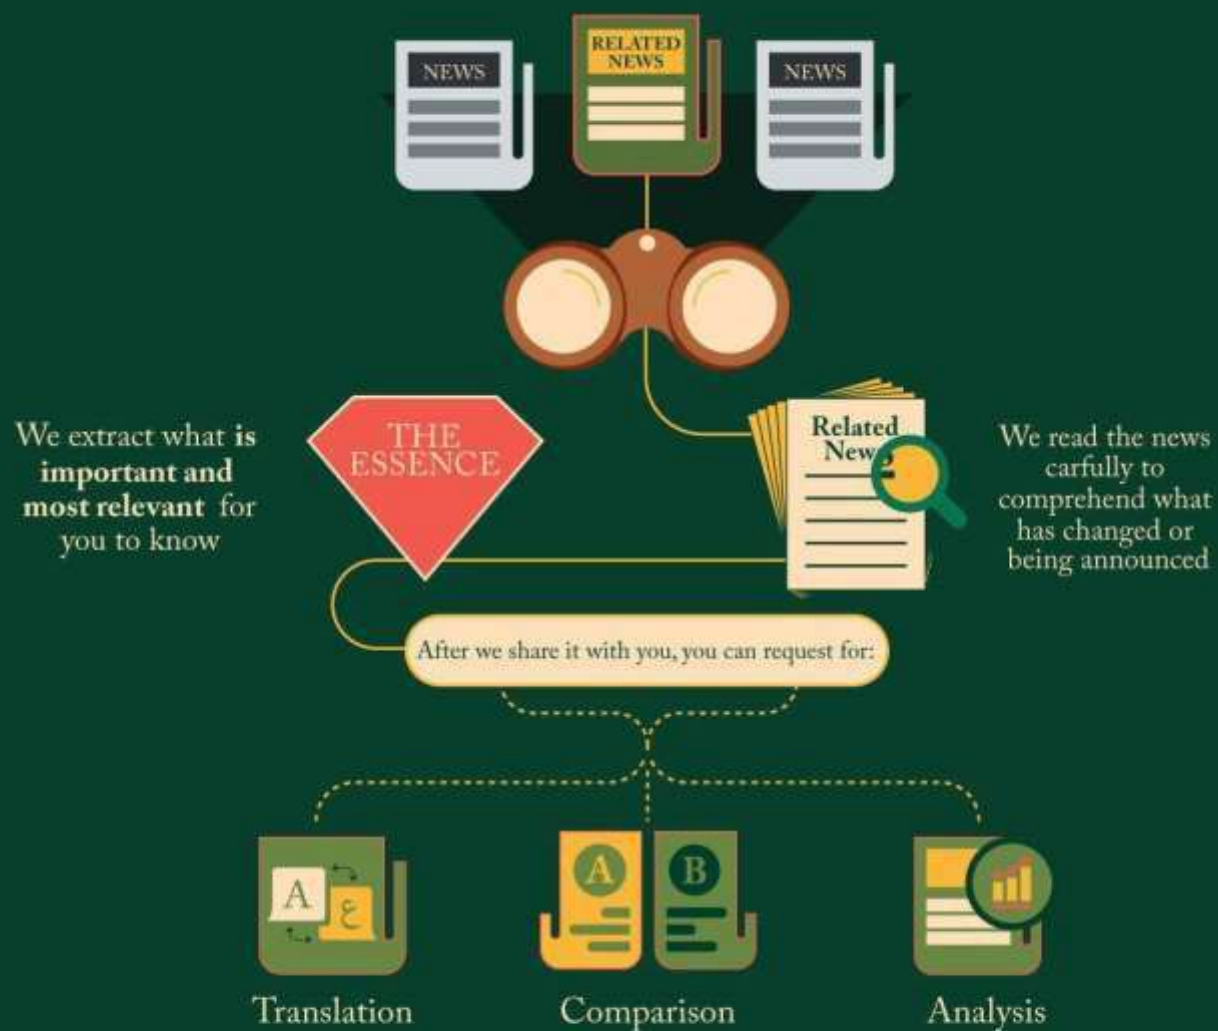 NEWS
RELATED
NEWS
NEWS
THE
ESSENCE
We extract what is
important and
most relevant for
you to know
Related
News
We read the news
carfully to
comprehend what
has changed or
being announced
After we share it with you, you can request for:
A
ع
A
B
Translation
Comparison
Analysis